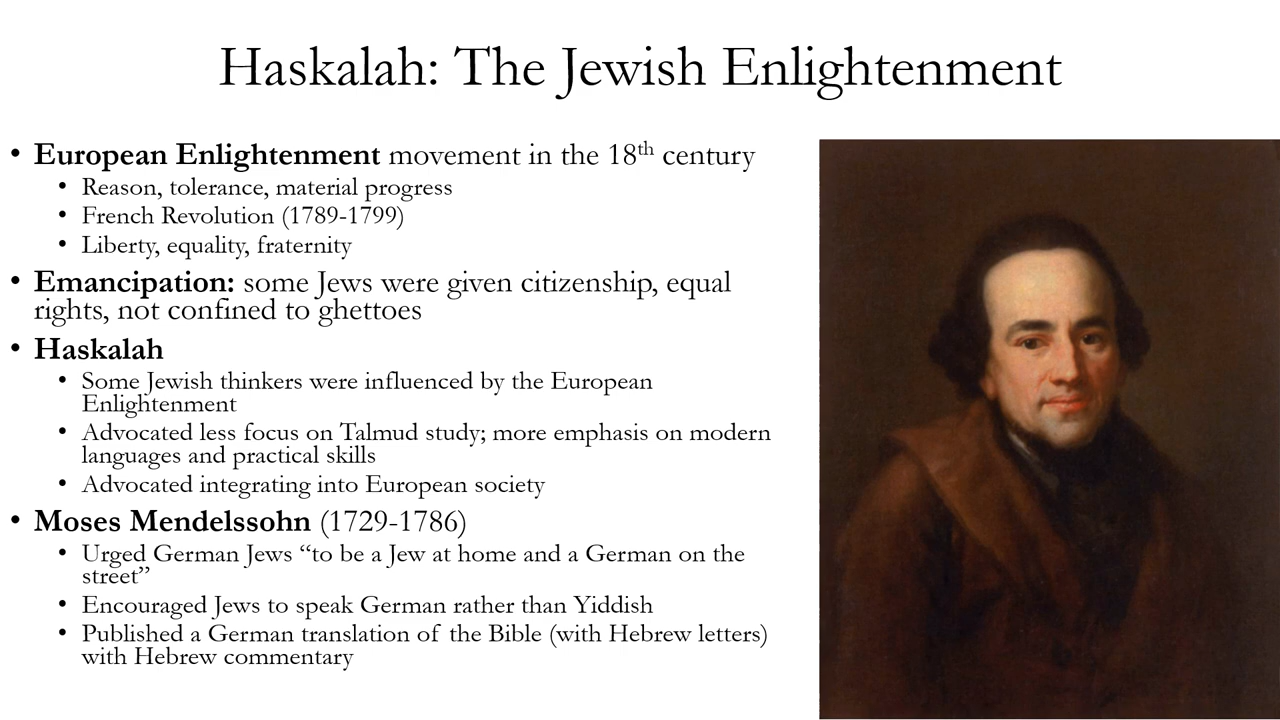 Haskalah: The Jewish Enlightenment
• European Enlightenment movement in the 18th century
• Reason, tolerance, material progress
• French Revolution (1789-1799)
• Liberty, equality, fraternity
• Emancipation: some Jews were given citizenship, equal
rights, not confined to ghettoes
• Haskalah
• Some Jewish thinkers were influenced by the European
Enlightenment
• Advocated less focus on Talmud study; more emphasis on modern
languages and practical skills
• Advocated integrating into European society
• Moses Mendelssohn (1729-1786)
• Urged German Jews “to be a Jew at home and a German on the
street”
• Encouraged Jews to speak German rather than Yiddish
• Published a German translation of the Bible (with Hebrew letters)
with Hebrew commentary